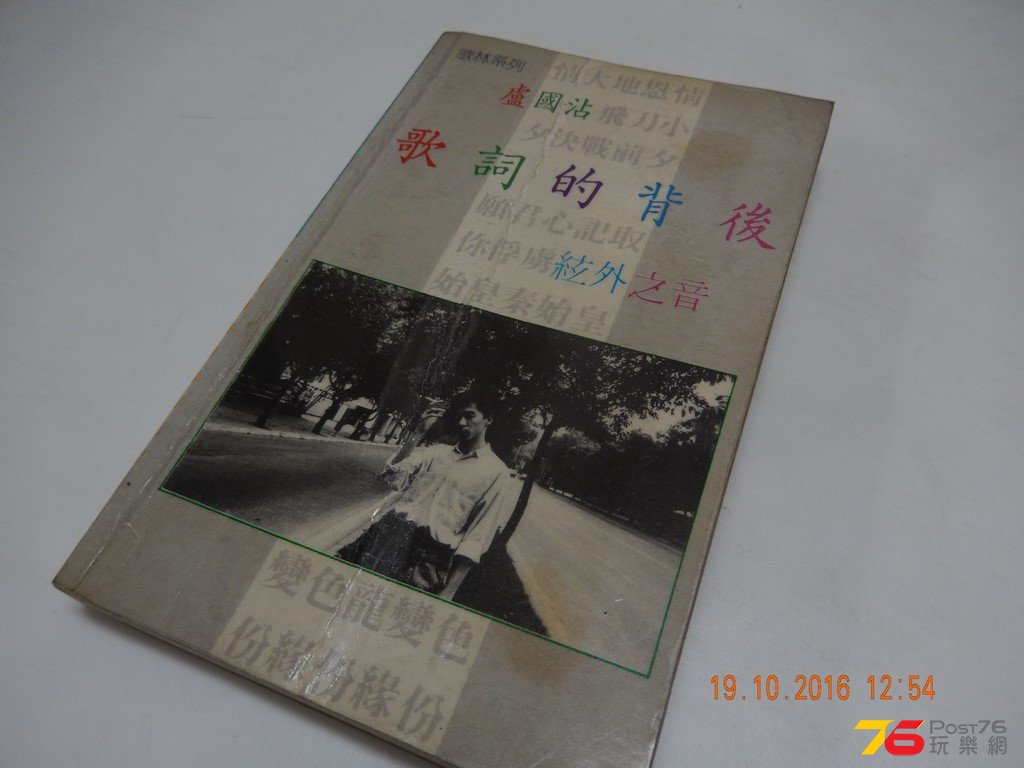 歌林系列
情大地恩情
盧國沾
飛刀小
夕決戰前夕
歌詞的背後
願君心記取
你俘虜
絃外之音
始皇秦始皇
變色龍變色
份緣份緣份
19.10.2016 12:54
76 POST76
玩樂網